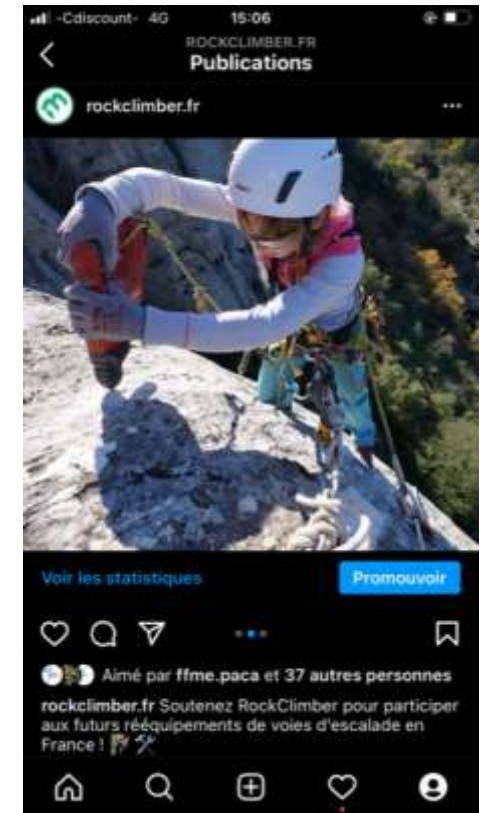 -Cdiscount- 4G 15:06
ROCKCLIMBER.FR
Publications
rockclimber.fr
Voir les statistiques
Promouvoir
Aimé par ffme.paca et 37 autres personnes
rockclimber.fr Soutenez RockClimber pour participer
aux futurs rééquipements de voies d'escalade en
France !